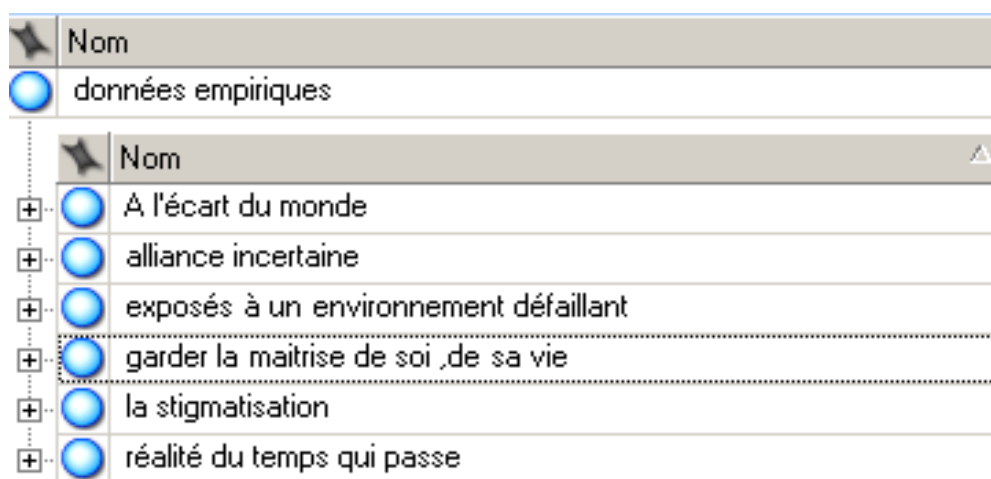 Nom
données empiriques
Nom
A l'écart du monde
alliance incertaine
exposés à un environnement défaillant
garder la maitrise de soi ,de sa vie
la stigmatisation
réalité du temps qui passe